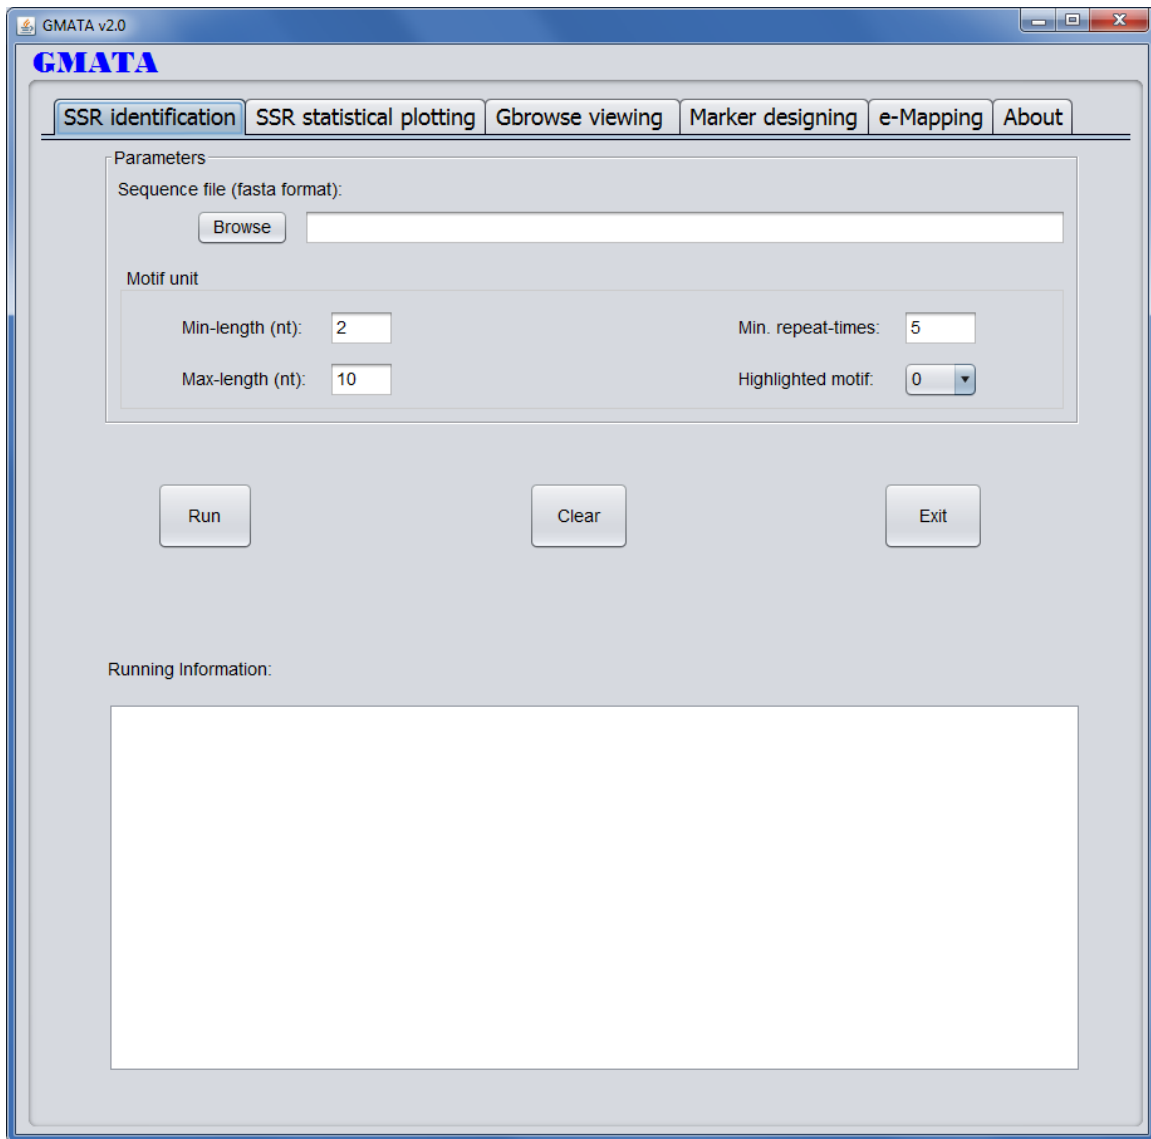 GMATA v2.0
GMATA
SSR identification SSR statistical plotting Gbrowse viewing Marker designing e-Mapping About
Parameters
Sequence file (fasta format):
Browse
Motif unit
Min-length (nt): 2 Min. repeat-times: 5
Max-length (nt): 10 Highlighted motif: 0
Run Clear Exit
Running Information: